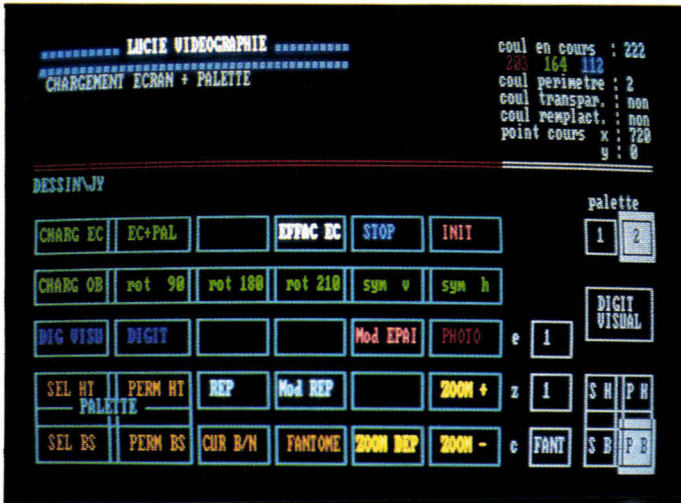 LUCIE VIDEOGRAPHIE
CHARGEMENT ECRAN + PALETTE
coul en cours : 222
203 164 112
coul perimetre : 2
coul transpar. : non
coul remplact. : non
point cours x : 720
y : 0
DESSIN\JY
palette
CHARG EC EC+PAL EFFAC EC STOP INIT 1 2
CHARG OB rot 90 rot 180 rot 210 sym v sym h
DIGIT
VISUAL
DIG VISU DIGIT Mod EPAI PHOTO e 1
SEL HT PERM HT REP Mod REP ZOOM + z 1 S H P H
PALETTE
SEL BS PERM BS CUR B/N FANTOME ZOOM DEP ZOOM - c FANT S B P B